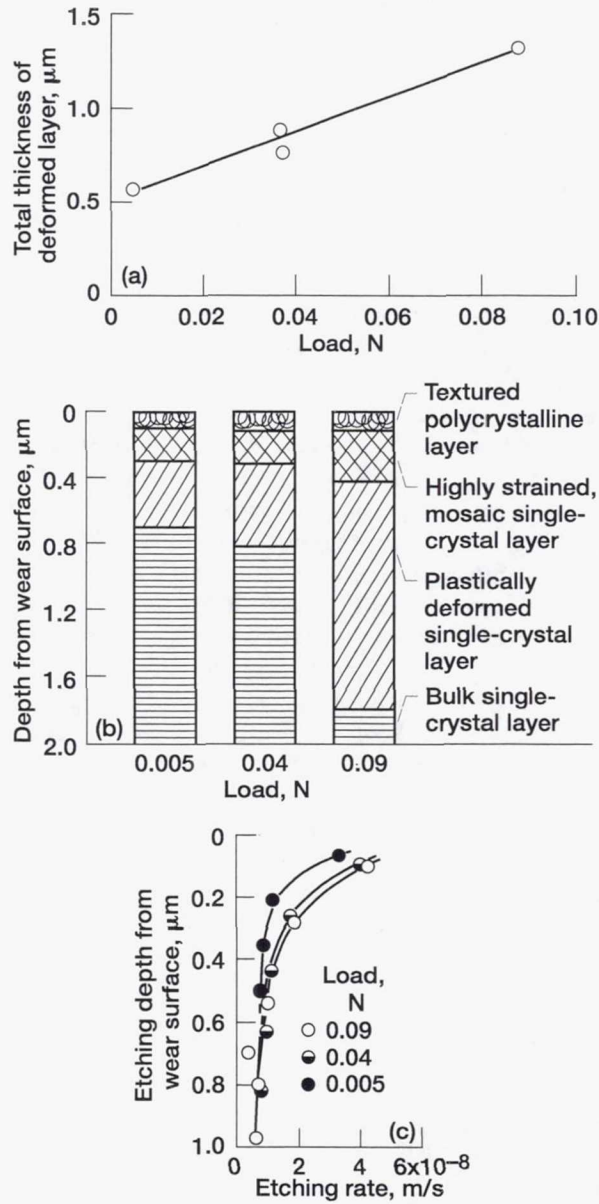 1.5
1.0
0.5
0
Total thickness of
deformed layer, μm
(a)
0
0.02
0.04
0.06
0.08
0.10
Load, N
0
0.4
0.8
1.2
1.6
2.0
Depth from wear surface, μm
(b)
Textured
polycrystalline
layer
Highly strained,
mosaic single-
crystal layer
Plastically
deformed
single-crystal
layer
Bulk single-
crystal layer
0.005
0.04
0.09
Load, N
0
0.2
0.4
0.6
0.8
1.0
Etching depth from
wear surface, μm
Load,
N
0.09
0.04
0.005
(c)
0
2
4
6x10⁻⁸
Etching rate, m/s